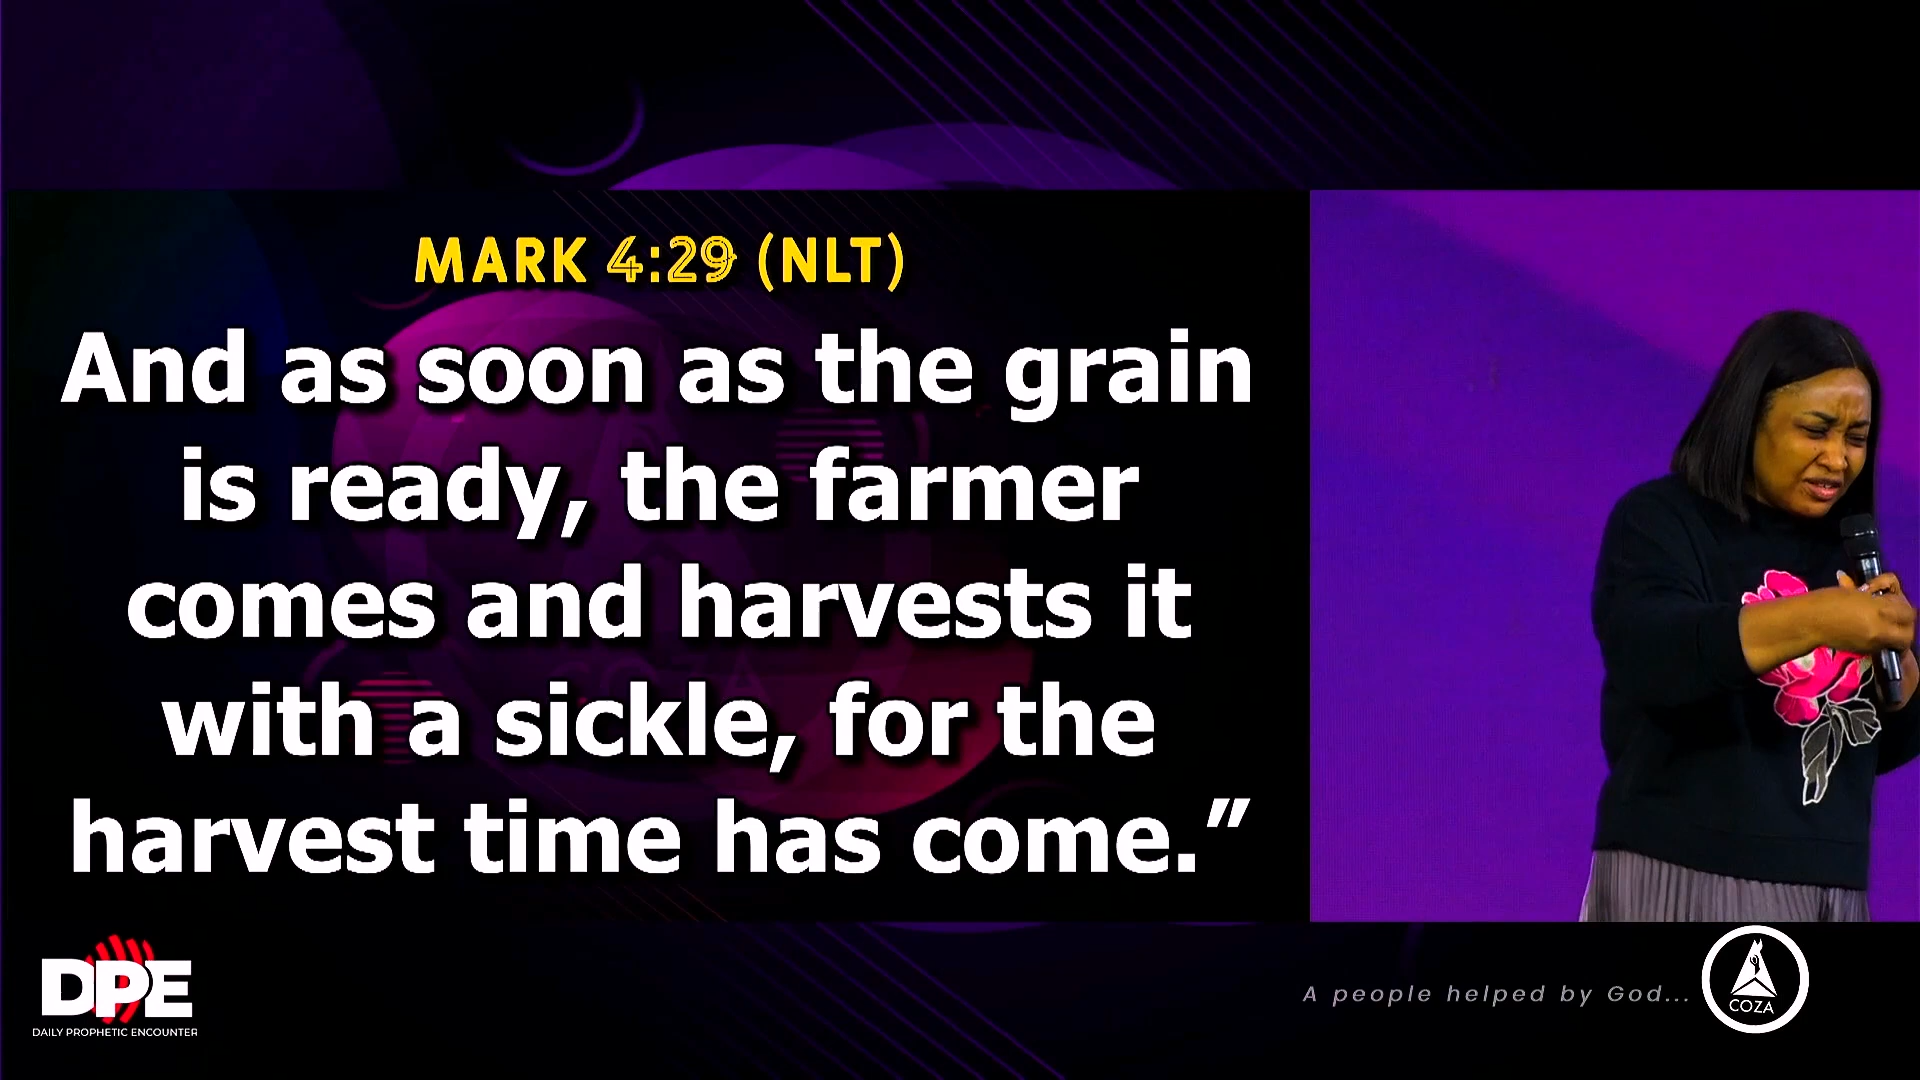 MARK 4:29 (NLT)
And as soon as the grain
is ready, the farmer
comes and harvests it
with a sickle, for the
harvest time has come.”
DPE
DAILY PROPHETIC ENCOUNTER
A people helped by God...
COZA